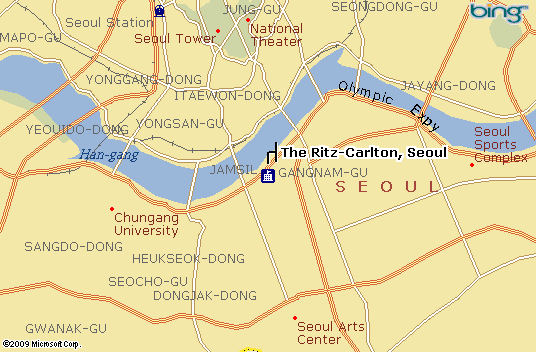 JUNG-GU
SEONGDONG-GU
bing
Seoul Station
National
Theater
MAPO-GU
Seoul Tower
YONGGANG-DONG
JAYANG-DONG
Olympic Expy
ITAEWON-DONG
YEOUIDO-DONG
YONGSAN-GU
Seoul
Sports
Complex
Han-gang
The Ritz-Carlton, Seoul
JAMSIL
GANGNAM-GU
SEOUL
Chungang
University
SANGDO-DONG
HEUKSEOK-DONG
SEOCHO-GU
DONGJAK-DONG
GWANAK-GU
Seoul Arts
Center
©2009 Microsoft Corp.